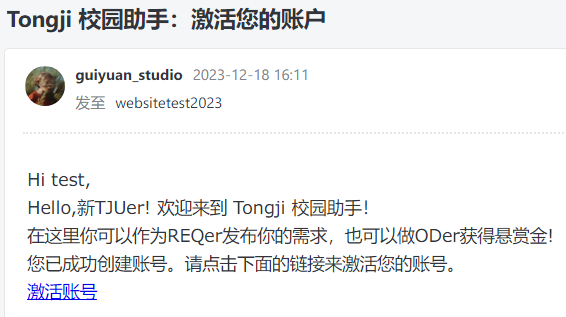 Tongji 校园助手：激活您的账户
guiyuan_studio 2023-12-18 16:11
发至 websitetest2023
Hi test,
Hello,新TJUer! 欢迎来到 Tongji 校园助手！
在这里你可以作为REQer发布你的需求，也可以做ODer获得悬赏金!
您已成功创建账号。请点击下面的链接来激活您的账号。
激活账号